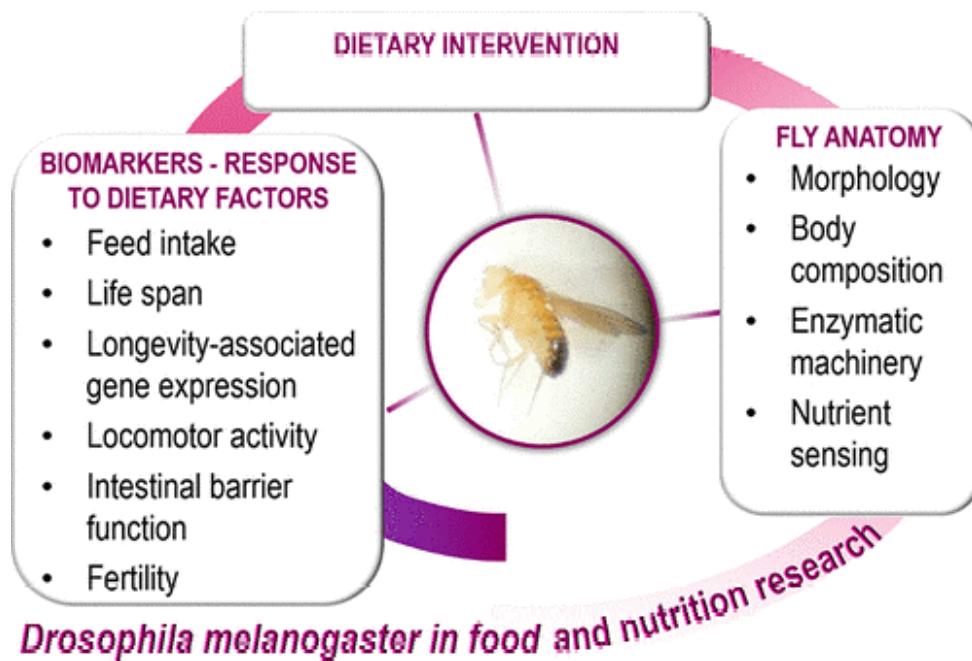 DIETARY INTERVENTION
BIOMARKERS - RESPONSE
TO DIETARY FACTORS
• Feed intake
• Life span
• Longevity-associated
gene expression
• Locomotor activity
• Intestinal barrier
function
• Fertility
FLY ANATOMY
• Morphology
• Body
composition
• Enzymatic
machinery
• Nutrient
sensing
Drosophila melanogaster in food and nutrition research